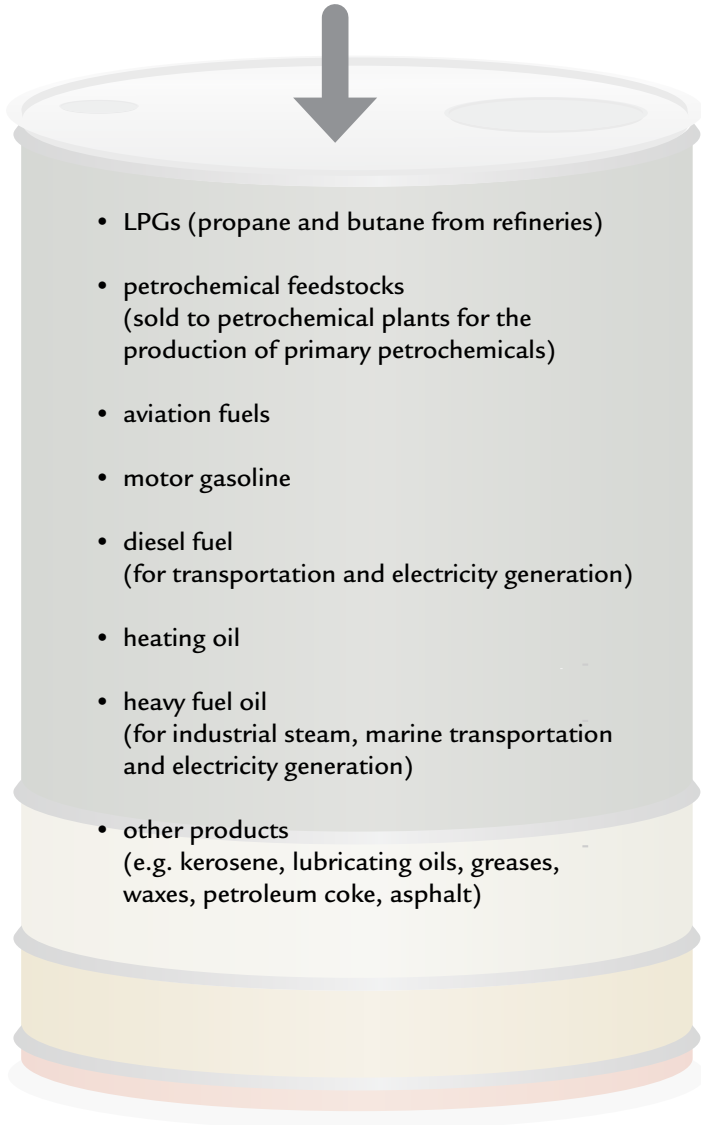 • LPGs (propane and butane from refineries)
• petrochemical feedstocks
(sold to petrochemical plants for the
production of primary petrochemicals)
• aviation fuels
• motor gasoline
• diesel fuel
(for transportation and electricity generation)
• heating oil
• heavy fuel oil
(for industrial steam, marine transportation
and electricity generation)
• other products
(e.g. kerosene, lubricating oils, greases,
waxes, petroleum coke, asphalt)